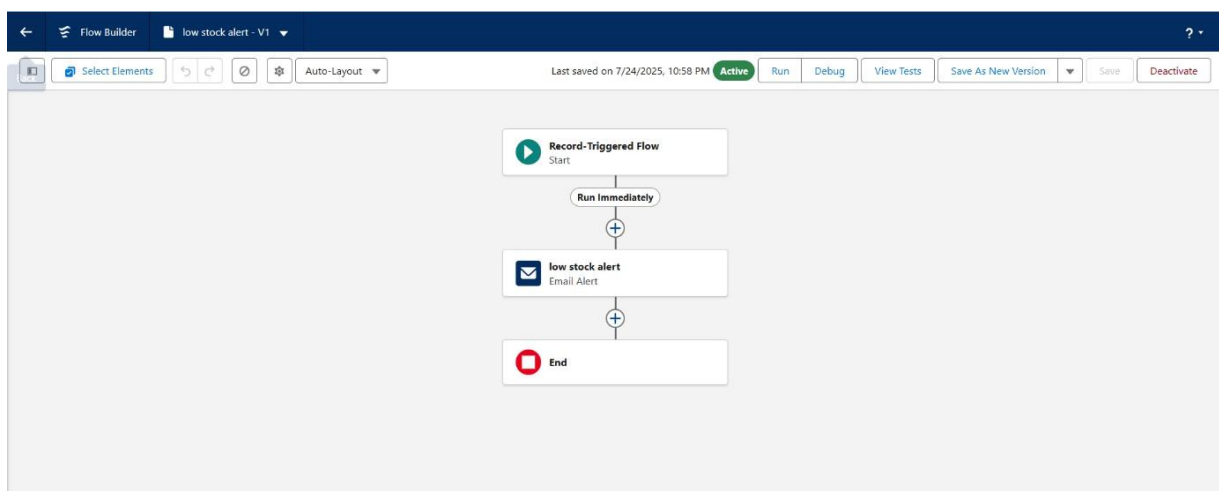 Flow Builder low stock alert - V1 ?
Select Elements Auto-Layout Last saved on 7/24/2025, 10:58 PM Active Run Debug View Tests Save As New Version Save Deactivate
Record-Triggered Flow
Start
Run Immediately
low stock alert
Email Alert
End